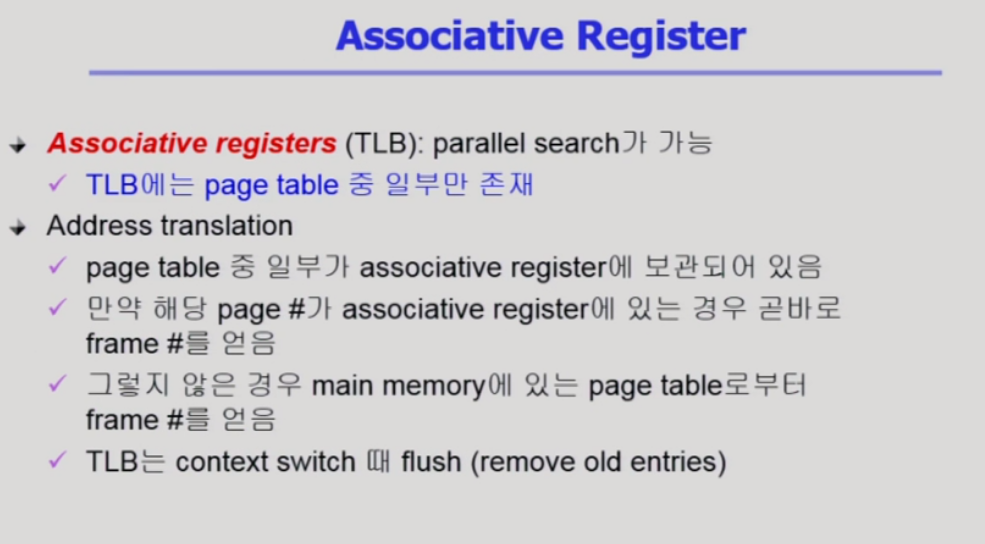 Associative Register
Associative registers (TLB): parallel search가 가능
TLB에는 page table 중 일부만 존재
Address translation
page table 중 일부가 associative register에 보관되어 있음
만약 해당 page #가 associative register에 있는 경우 곧바로
frame #를 얻음
그렇지 않은 경우 main memory에 있는 page table로부터
frame #를 얻음
TLB는 context switch 때 flush (remove old entries)